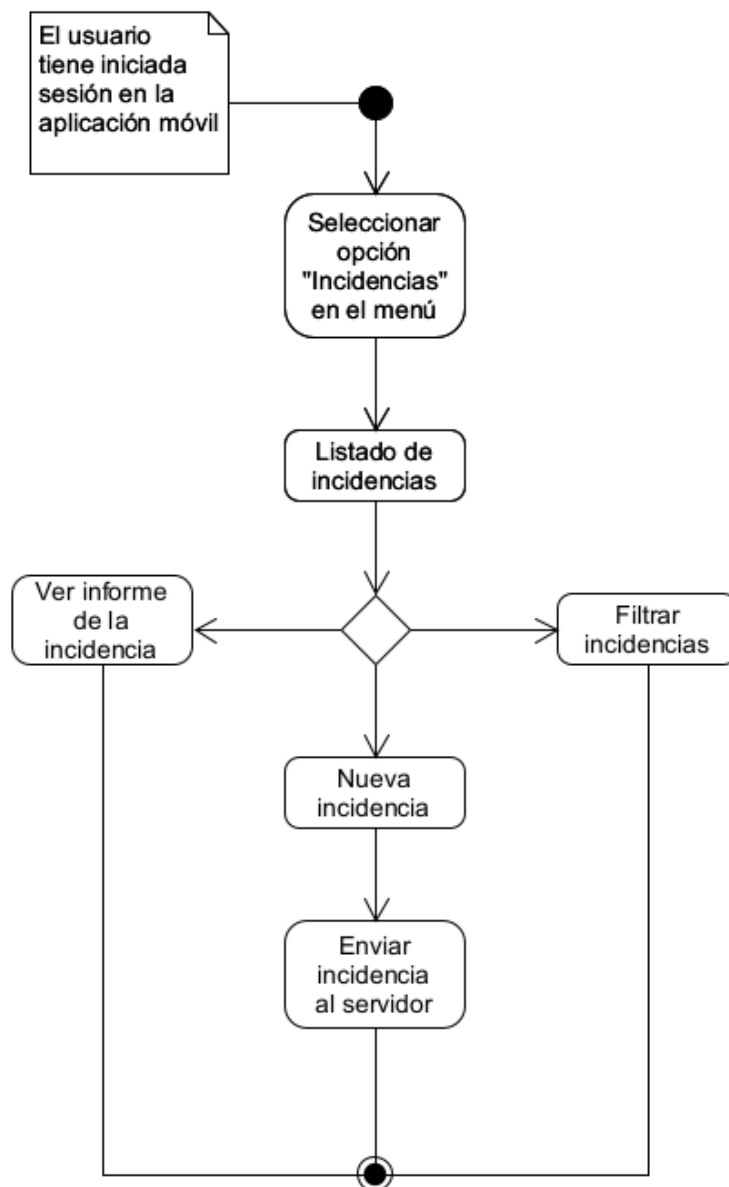 El usuario
tiene iniciada
sesión en la
aplicación móvil
Seleccionar
opción
"Incidencias"
en el menú
Listado de
incidencias
Ver informe
de la
incidencia
Filtrar
incidencias
Nueva
incidencia
Enviar
incidencia
al servidor